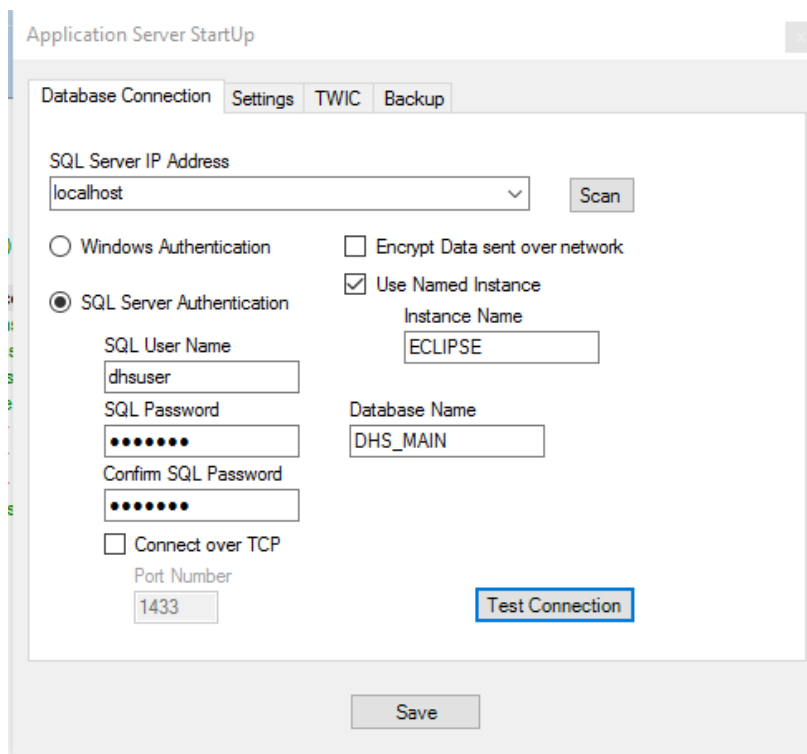 Application Server StartUp
x
Database Connection Settings TWIC Backup
SQL Server IP Address
localhost
Scan
Windows Authentication
Encrypt Data sent over network
Use Named Instance
SQL Server Authentication
Instance Name
ECLIPSE
SQL User Name
dhsuser
SQL Password
•••••••
Database Name
DHS_MAIN
Confirm SQL Password
•••••••
Connect over TCP
Port Number
1433
Test Connection
Save